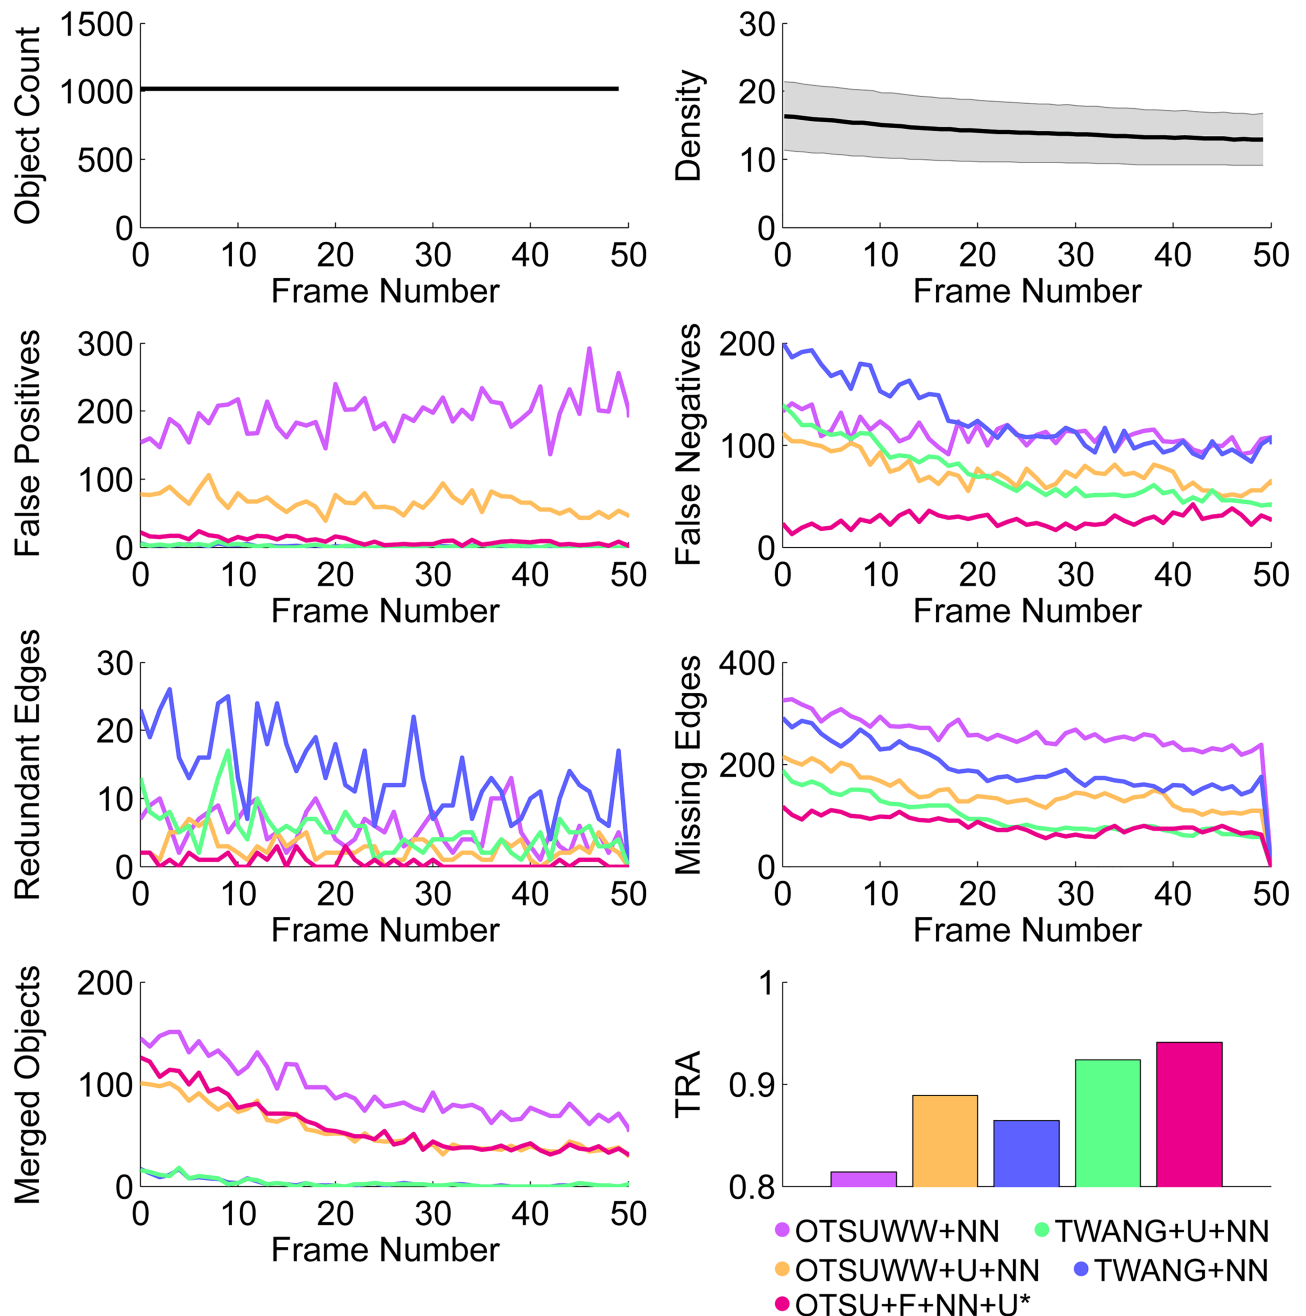 Object Count
1500
1000
500
0
0 10 20 30 40 50
Frame Number
Density
30
20
10
0
0 10 20 30 40 50
Frame Number
False Positives
300
200
100
0
0 10 20 30 40 50
Frame Number
False Negatives
200
100
0
0 10 20 30 40 50
Frame Number
Redundant Edges
30
20
10
0
0 10 20 30 40 50
Frame Number
Missing Edges
400
200
0
0 10 20 30 40 50
Frame Number
Merged Objects
200
100
0
0 10 20 30 40 50
Frame Number
TRA
1
0.9
0.8
OTSUWW+NN
TWANG+U+NN
OTSUWW+U+NN
TWANG+NN
OTSU+F+NN+U*